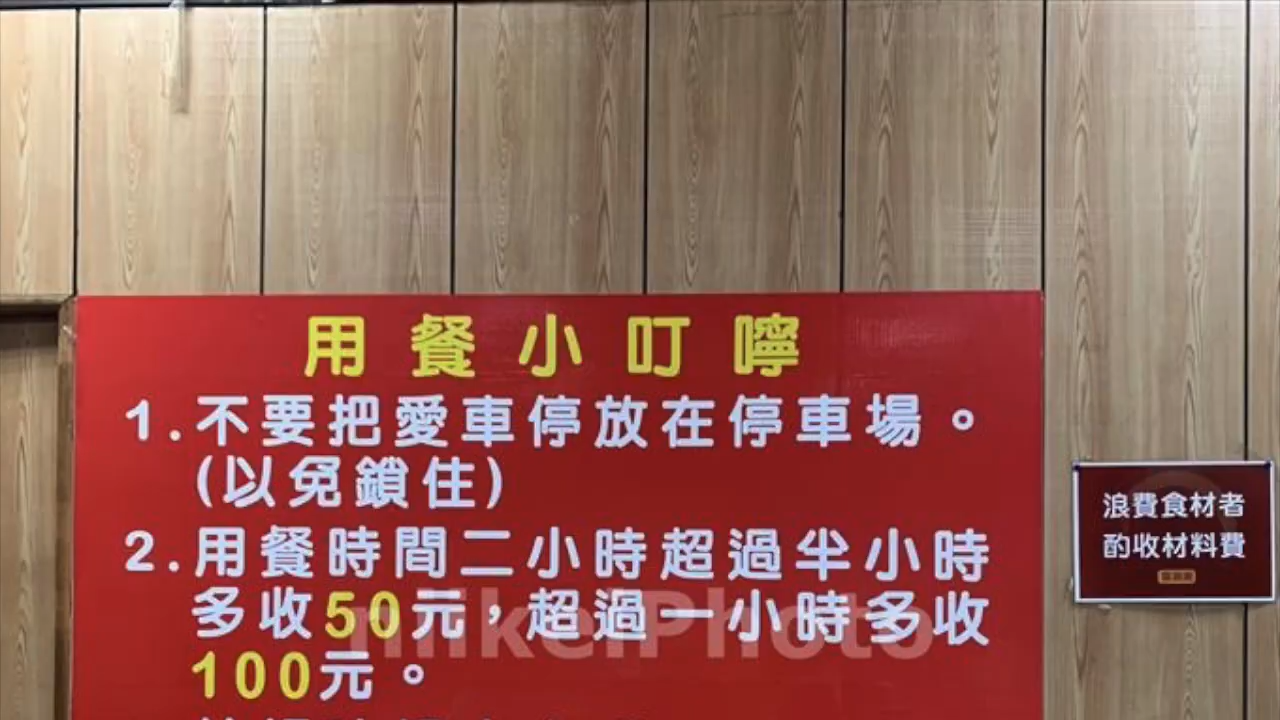 用餐小叮嚀
1.不要把愛車停放在停車場。
(以免鎖住)
2.用餐時間二小時超過半小時
多收50元，超過一小時多收
100元。
浪費食材者
酌收材料費
mikelPhoto